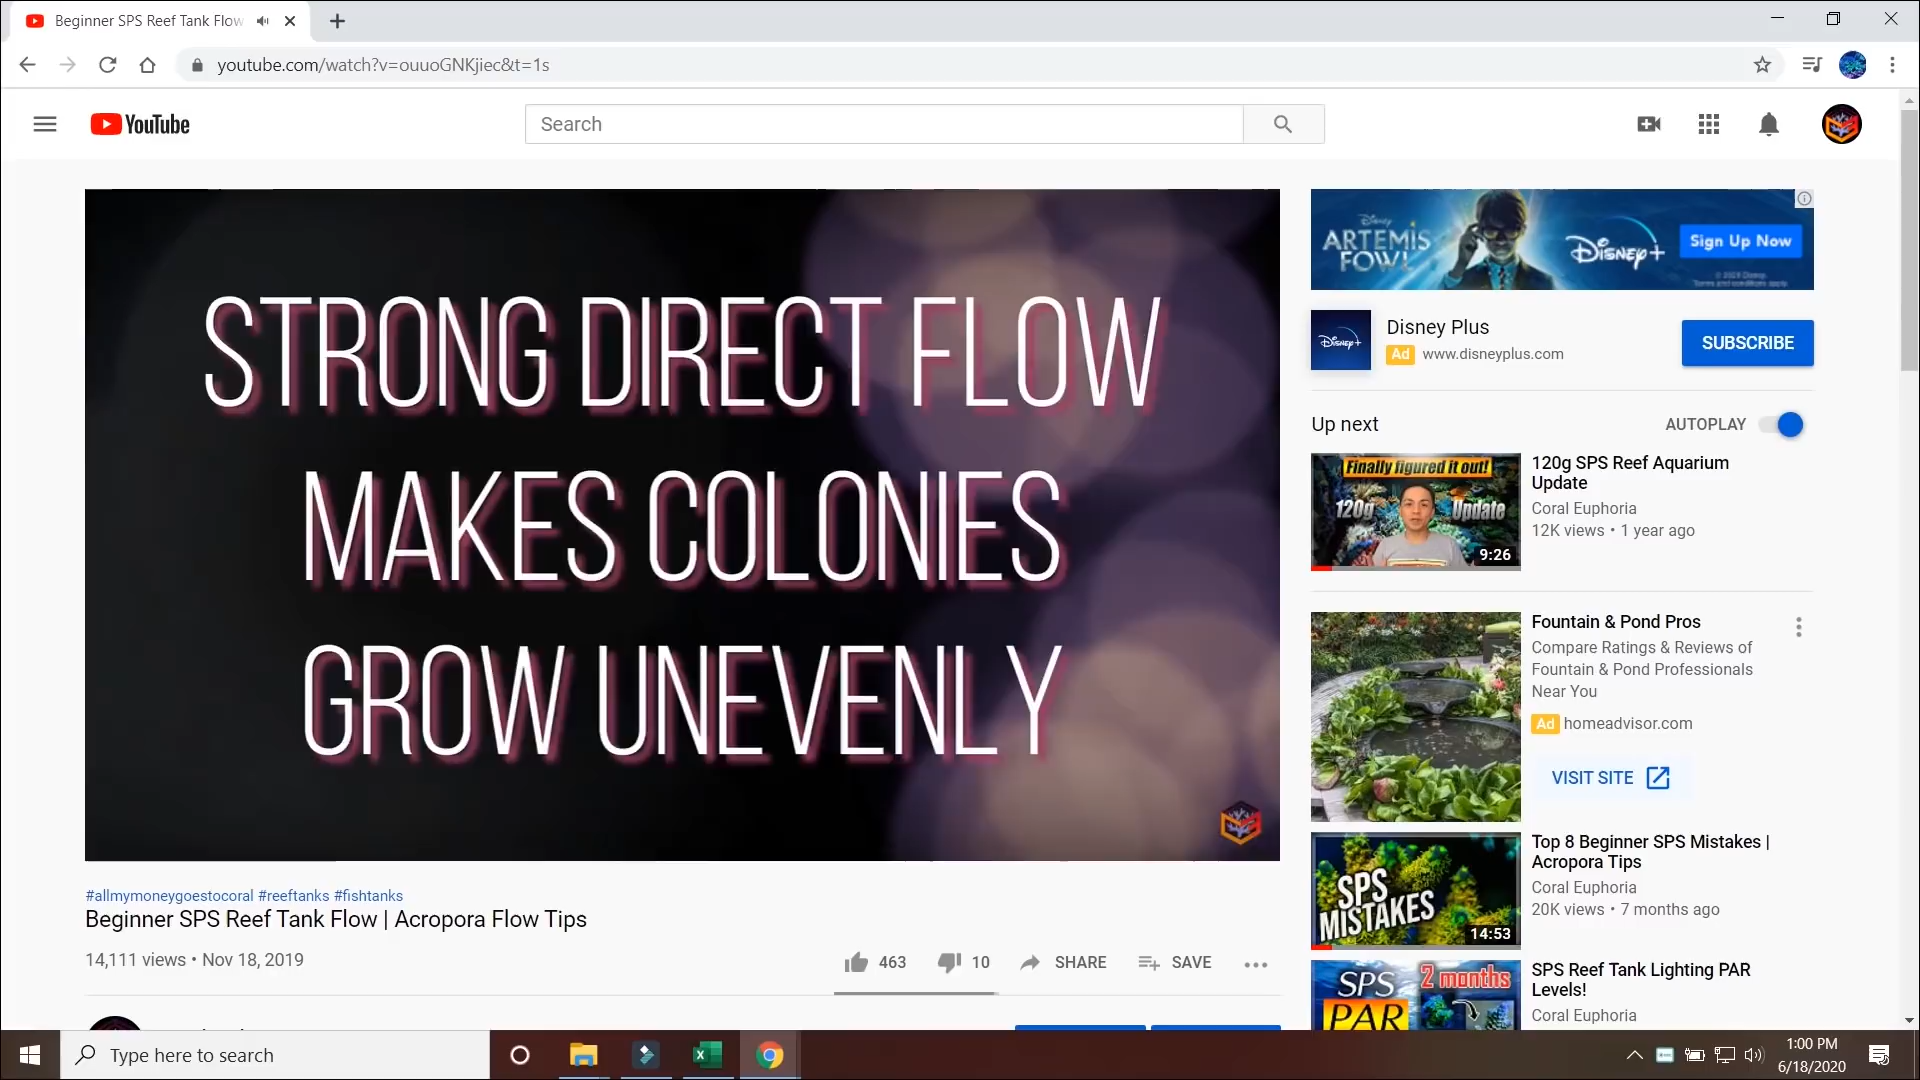 Beginner SPS Reef Tank Flow
youtube.com/watch?v=ouuoGNKjiec&t=1s
YouTube
Search
STRONG DIRECT FLOW
MAKES COLONIES
GROW UNEVENLY
#allmymoneygoestocoral #reeftanks #fishtanks
Beginner SPS Reef Tank Flow | Acropora Flow Tips
14,111 views • Nov 18, 2019
463
10
SHARE
SAVE
Disney
ARTEMIS
FOWL
Disney+
Sign Up Now
Disney+
Disney Plus
Ad www.disneyplus.com
SUBSCRIBE
Up next
AUTOPLAY
Finally figured it out!
120g Update
9:26
120g SPS Reef Aquarium
Update
Coral Euphoria
12K views • 1 year ago
Fountain & Pond Pros
Compare Ratings & Reviews of
Fountain & Pond Professionals
Near You
Ad homeadvisor.com
VISIT SITE
SPS
MISTAKES
14:53
Top 8 Beginner SPS Mistakes |
Acropora Tips
Coral Euphoria
20K views • 7 months ago
SPS
PAR
2 months
SPS Reef Tank Lighting PAR
Levels!
Coral Euphoria
Type here to search
1:00 PM
6/18/2020